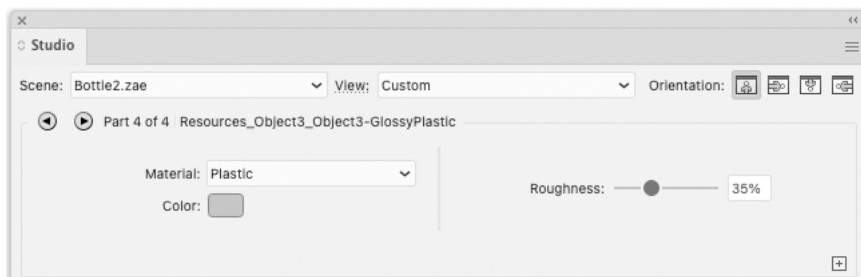 Studio
Scene: Bottle2.zae View: Custom Orientation:
Part 4 of 4 Resources_Object3_Object3-GlossyPlastic
Material: Plastic
Roughness: 35%
Color: